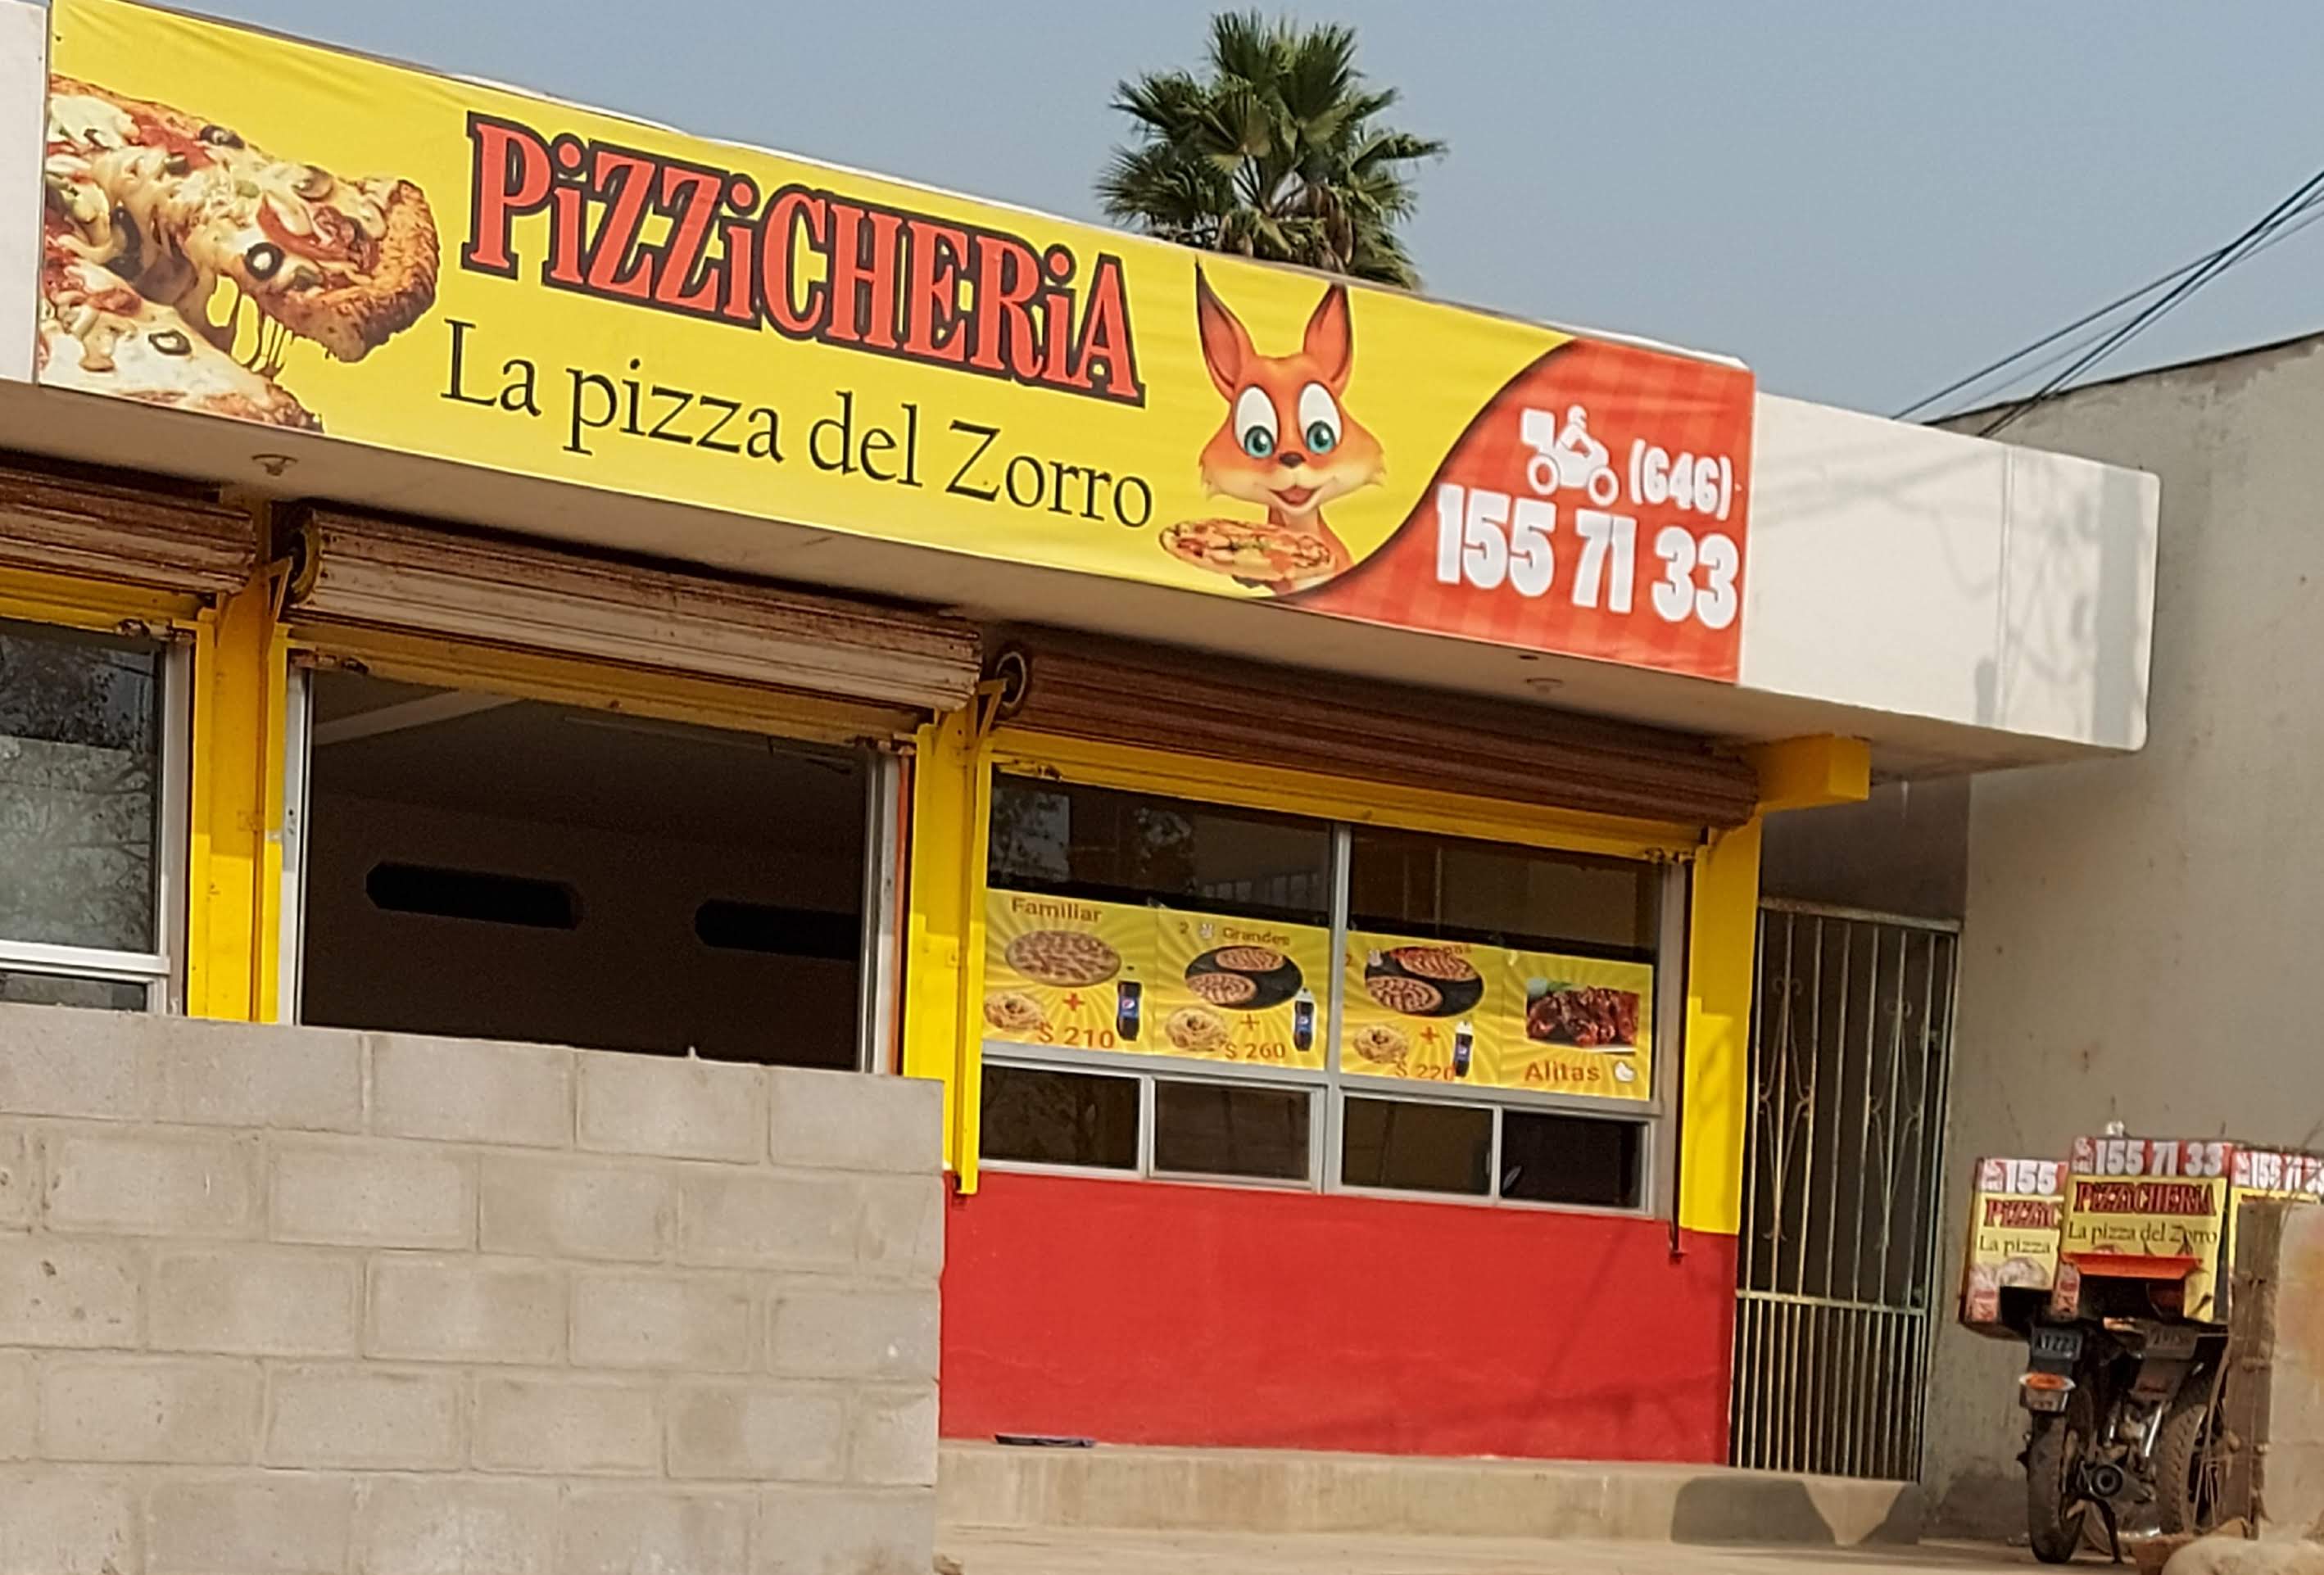 PiZZiCHERiA
La pizza del Zorro
(646)
155 71 33
Familiar
+
$ 210
2 Grandes
+
$ 260
2
+
$ 220
Alitas
155
La pizza
155 71 33
PiZZiCHERiA
La pizza del Zorro